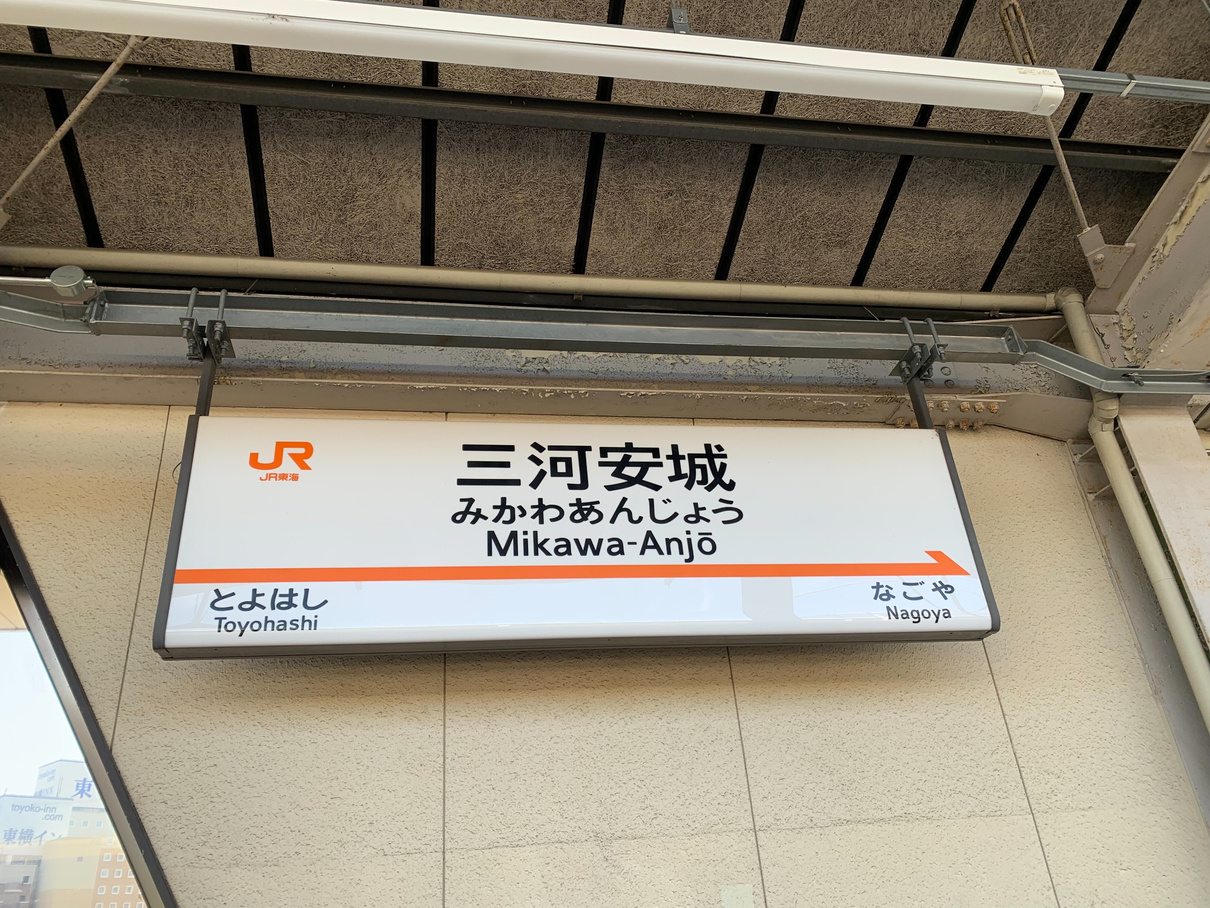 JR
JR東海
三河安城
みかわあんじょう
Mikawa-Anjō
とよはし
Toyohashi
なごや
Nagoya
東
toyoko-inn
.com
東横イン